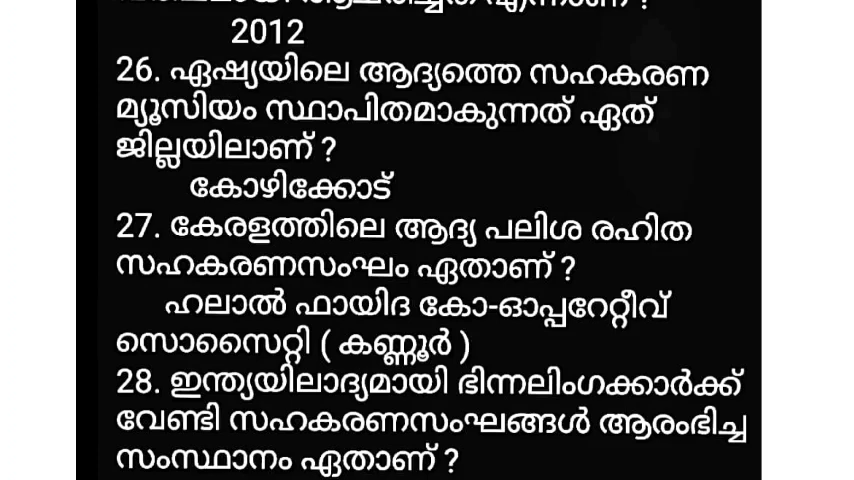 2012
26. ഏഷ്യയിലെ ആദ്യത്തെ സഹകരണ
മ്യൂസിയം സ്ഥാപിതമാകുന്നത് ഏത്
ജില്ലയിലാണ് ?
കോഴിക്കോട്
27. കേരളത്തിലെ ആദ്യ പലിശ രഹിത
സഹകരണസംഘം ഏതാണ് ?
ഹലാൽ ഫായിദ കോ-ഓപ്പറേറ്റീവ്
സൊസൈറ്റി ( കണ്ണൂർ )
28. ഇന്ത്യയിലാദ്യമായി ഭിന്നലിംഗക്കാർക്ക്
വേണ്ടി സഹകരണസംഘങ്ങൾ ആരംഭിച്ച
സംസ്ഥാനം ഏതാണ് ?